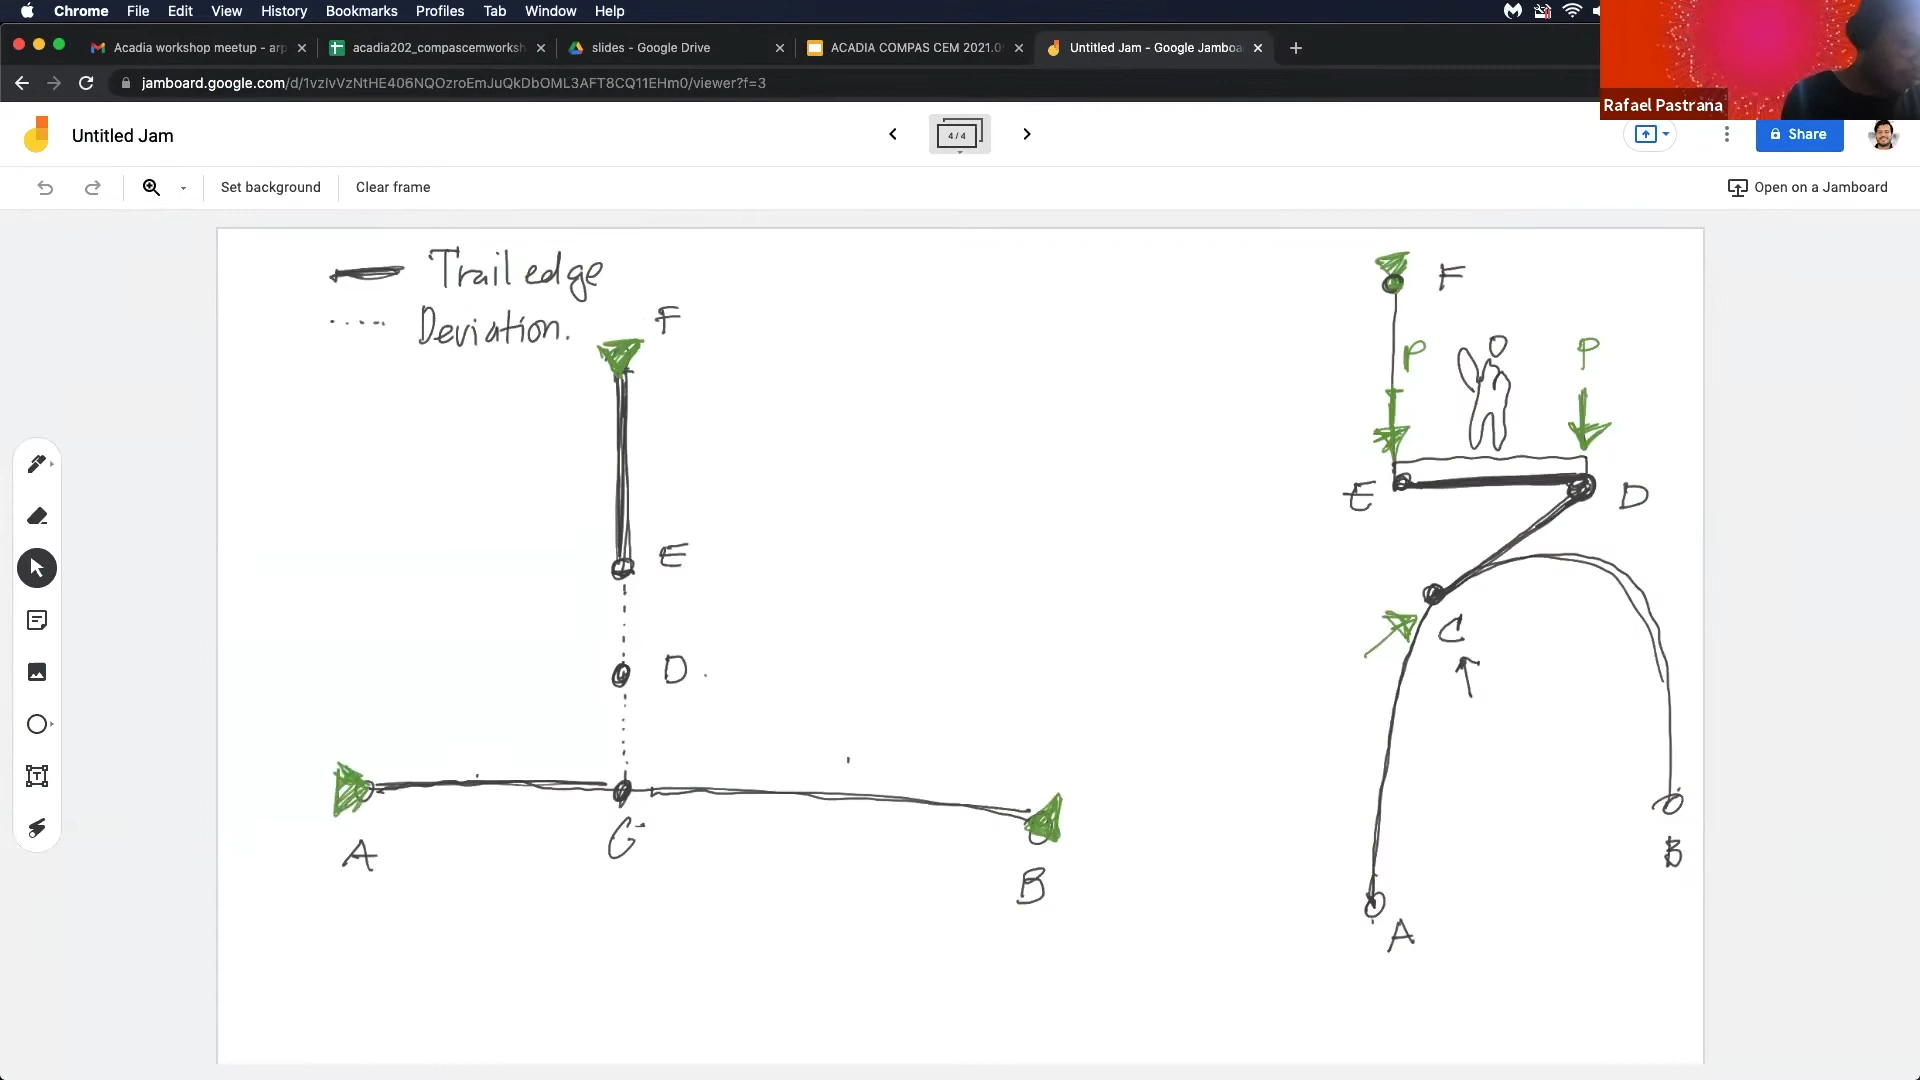 Chrome File Edit View History Bookmarks Profiles Tab Window Help
Acadia workshop meetup - arp
acadia202_compascemworksh
slides - Google Drive
ACADIA COMPAS CEM 2021.0
Untitled Jam - Google Jamboa
jamboard.google.com/d/1vzIvVzNtHE406NQOzroEmJuQkDbOML3AFT8CQ11EHm0/viewer?f=3
Rafael Pastrana
Untitled Jam
4 / 4
Share
Set background
Clear frame
Open on a Jamboard
Trail edge
Deviation.
F
E
D.
A
C
B
F
P
P
E
D
C
B
A